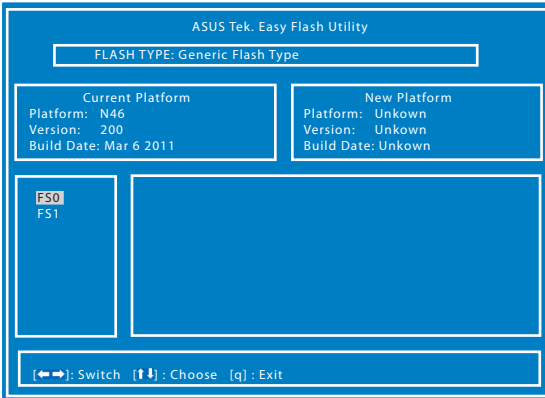 ASUS Tek. Easy Flash Utility
FLASH TYPE: Generic Flash Type
Current Platform
Platform: N46
Version: 200
Build Date: Mar 6 2011
New Platform
Platform: Unkown
Version: Unkown
Build Date: Unkown
FS0
FS1
[←→]: Switch [↑↓] : Choose [q] : Exit